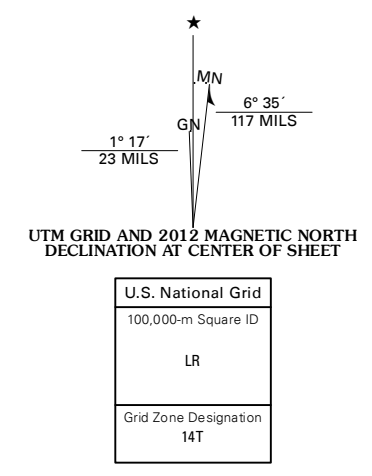 ★
MN
GN
6° 35´
117 MILS
1° 17´
23 MILS
UTM GRID AND 2012 MAGNETIC NORTH
DECLINATION AT CENTER OF SHEET
U.S. National Grid
100,000-m Square ID
LR
Grid Zone Designation
14T